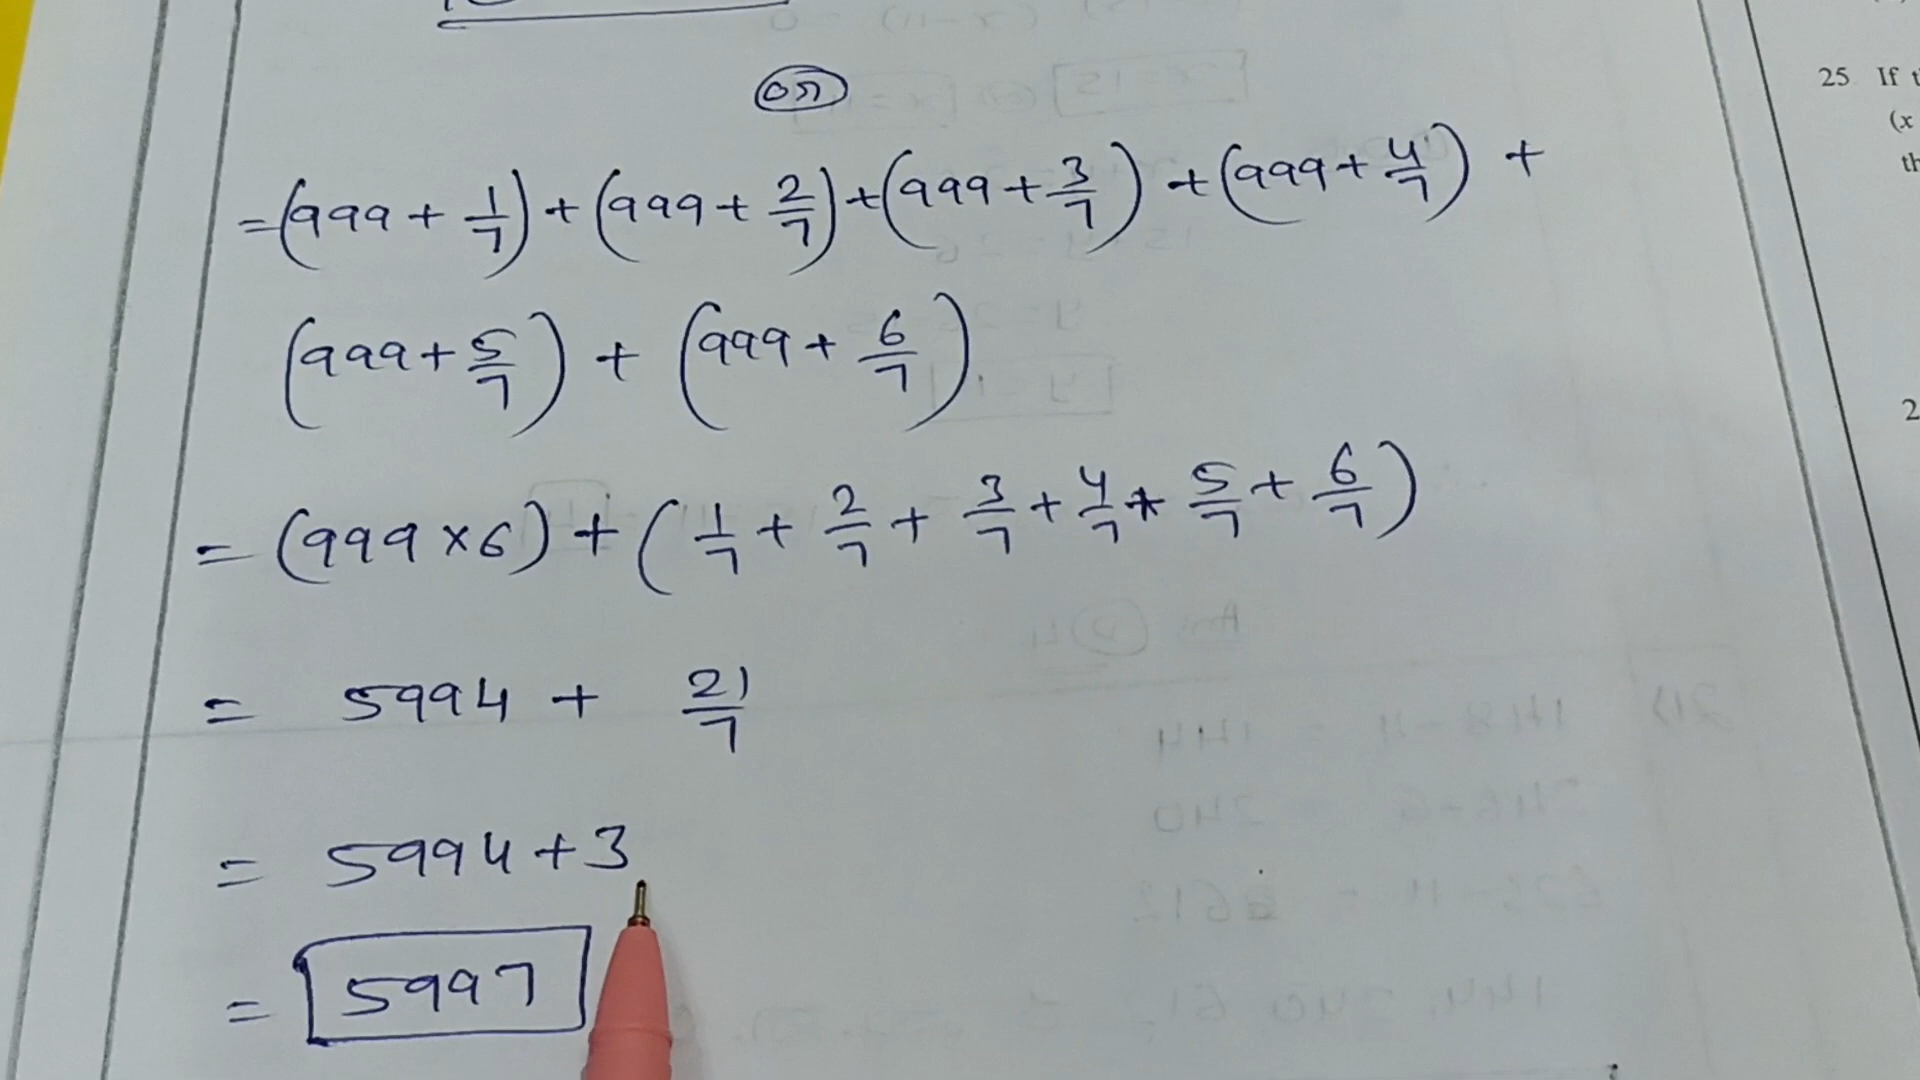 (or)
= (999 + 1/7) + (999 + 2/7) + (999 + 3/7) + (999 + 4/7) +
(999 + 5/7) + (999 + 6/7)
= (999 × 6) + (1/7 + 2/7 + 3/7 + 4/7 + 5/7 + 6/7)
= 5994 + 21/7
= 5994 + 3
= 5997
25 If
(x